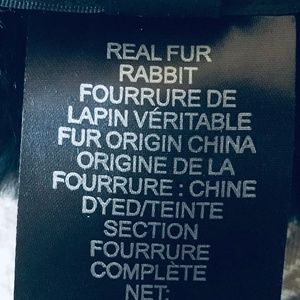 REAL FUR
RABBIT
FOURRURE DE
LAPIN VÉRITABLE
FUR ORIGIN CHINA
ORIGINE DE LA
FOURRURE : CHINE
DYED/TEINTE
SECTION
FOURRURE
COMPLÈTE
NET: